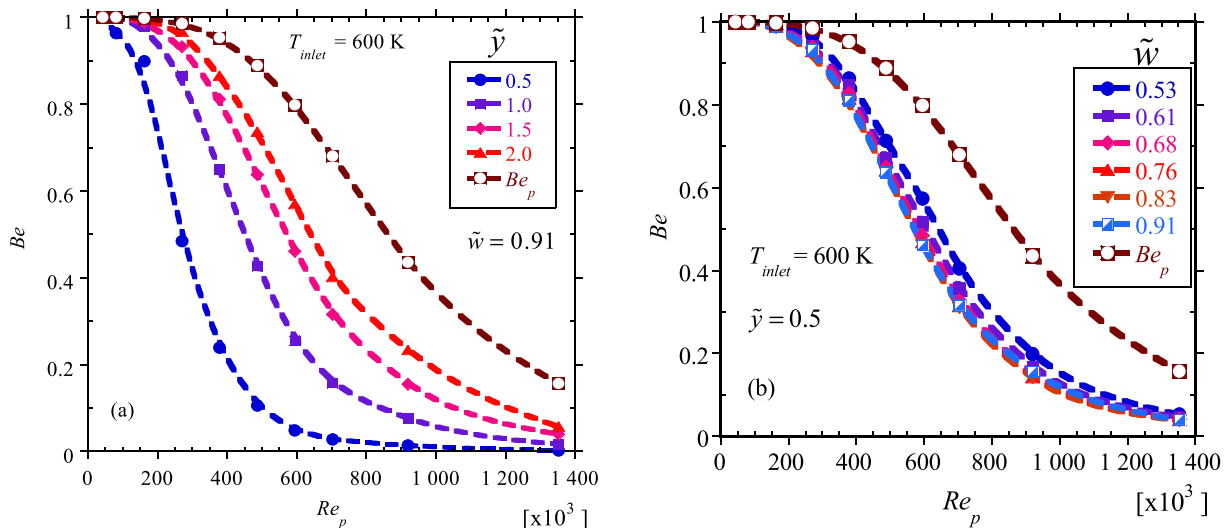 1
0.8
0.6
0.4
0.2
0
Be
T_inlet = 600 K
ỹ
0.5
1.0
1.5
2.0
Be_p
w̃ = 0.91
(a)
0 200 400 600 800 1 000 1 200 1 400
Re_p
[x10³]
1
0.8
0.6
0.4
0.2
0
Be
w̃
0.53
0.61
0.68
0.76
0.83
0.91
Be_p
T_inlet = 600 K
ỹ = 0.5
(b)
0 200 400 600 800 1 000 1 200 1 400
Re_p
[x10³]